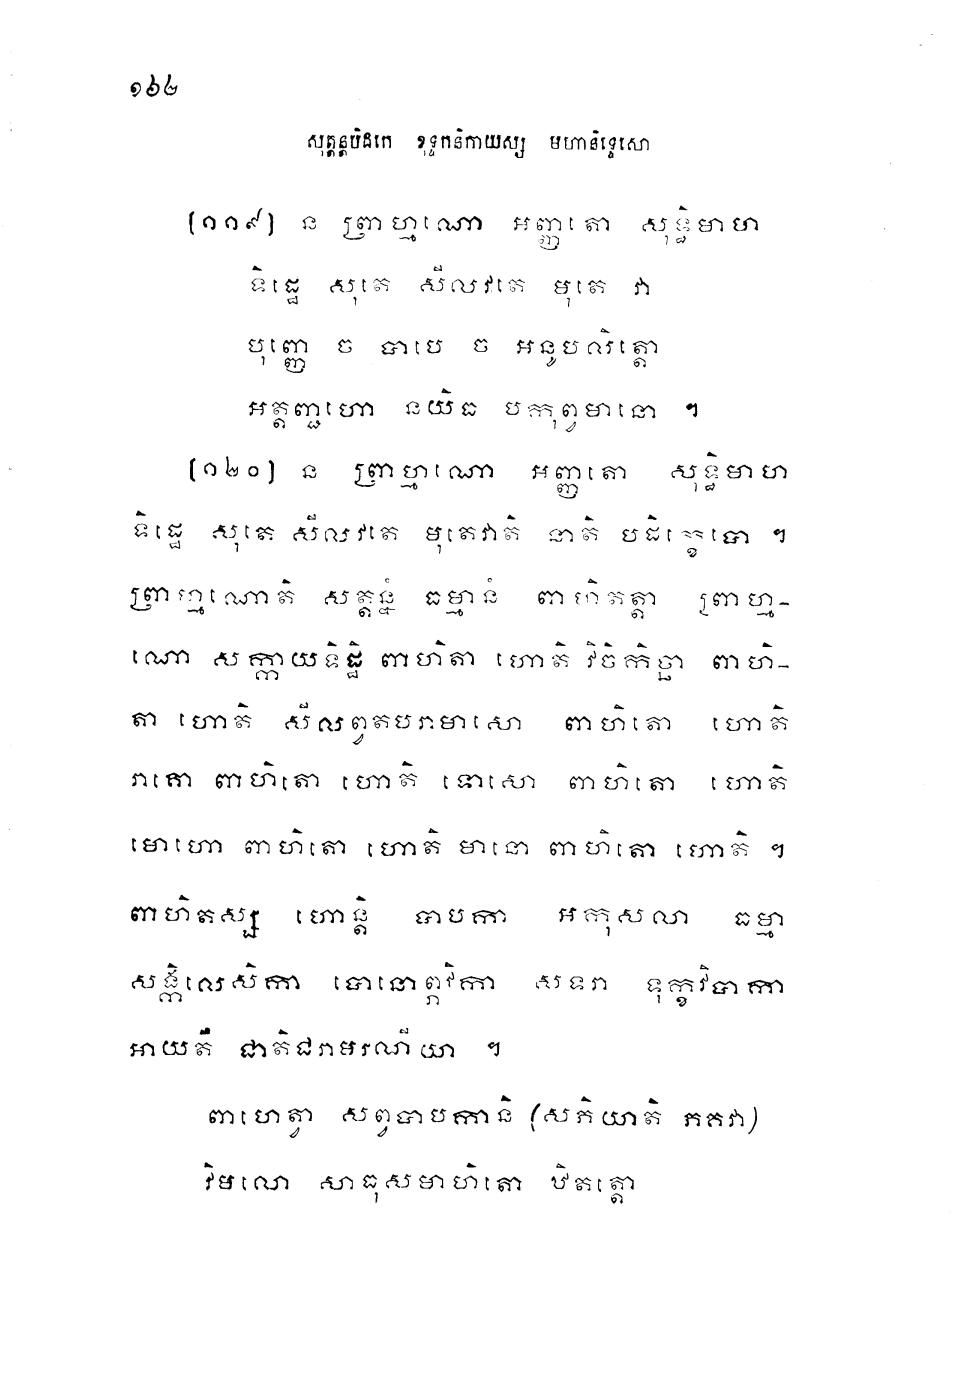 ១៦២
សុត្តន្តបិដកេ ខុទ្ទកនិកាយស្ស មហានិទ្ទេសោ
(១១៩) ន ព្រាហ្មណោ អញ្ញតោ សុទ្ធិមាហ
ទិដ្ឋេ សុតេ សីលវតេ មុតេ វា
បុញ្ញេ ច បាបេ ច អនូបលិត្តោ
អត្តញ្ជហោ នយិធ បកុព្វមានោ ។
(១២០) ន ព្រាហ្មណោ អញ្ញតោ សុទ្ធិមាហ
ទិដ្ឋេ សុតេ សីលវតេ មុតេវាតិ នាតិ បដិក្ខេបោ ។
ព្រាហ្មណោតិ សត្តន្នំ ធម្មានំ ពាហិតត្តា ព្រាហ្ម-
ណោ សក្កាយទិដ្ឋិ ពាហិតា ហោតិ វិចិកិច្ឆា ពាហិ-
តា ហោតិ សីលព្វតបរាមាសោ ពាហិតោ ហោតិ
រាគោ ពាហិតោ ហោតិ ទោសោ ពាហិតោ ហោតិ
មោហោ ពាហិតោ ហោតិ មានោ ពាហិតោ ហោតិ ។
ពាហិតស្ស ហោន្តិ បាបកា អកុសលា ធម្មា
សង្កិលេសិកា បោនោព្ភវិកា សទរា ទុក្ខវិបាកា
អាយតឹ ជាតិជរាមរណីយា ។
ពាហេត្វា សព្វបាបកានិ (សភិយាតិ ភគវា)
វិមលោ សាធុសមាហិតោ ឋិតត្តោ